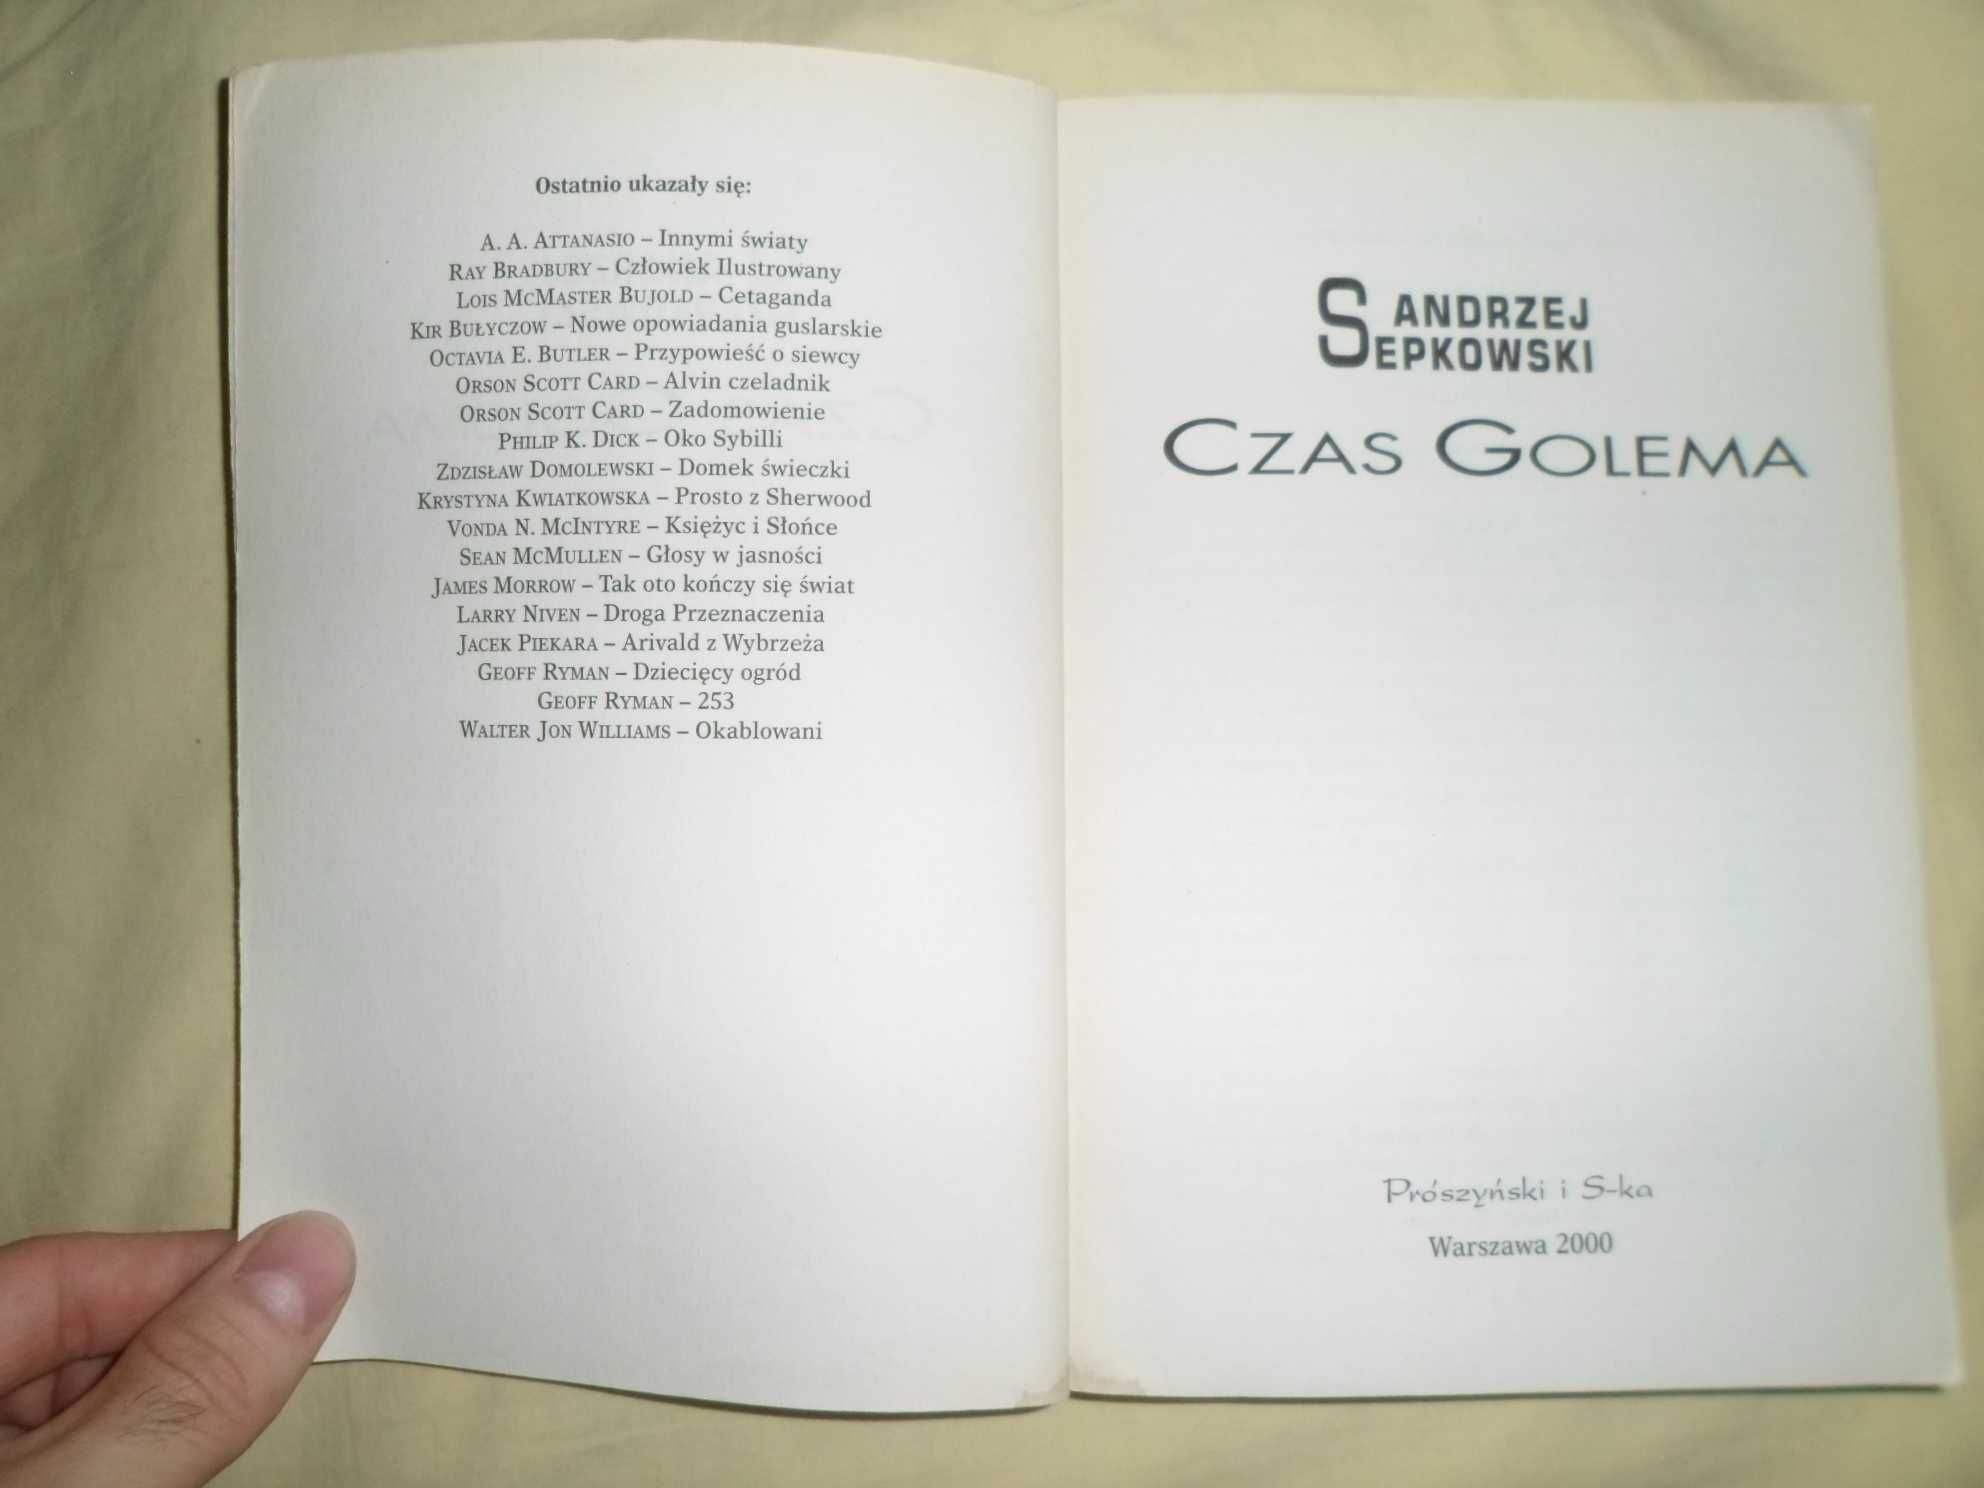 Ostatnio ukazały się:
A. A. ATTANASIO – Innymi światy
RAY BRADBURY – Człowiek Ilustrowany
LOIS MCMASTER BUJOLD – Cetaganda
KIR BUŁYCZOW – Nowe opowiadania guslarskie
OCTAVIA E. BUTLER – Przypowieść o siewcy
ORSON SCOTT CARD – Alvin czeladnik
ORSON SCOTT CARD – Zadomowienie
PHILIP K. DICK – Oko Sybilli
ZDZISŁAW DOMOLEWSKI – Domek świeczki
KRYSTYNA KWIATKOWSKA – Prosto z Sherwood
VONDA N. MCINTYRE – Księżyc i Słońce
SEAN MCMULLEN – Głosy w jasności
JAMES MORROW – Tak oto kończy się świat
LARRY NIVEN – Droga Przeznaczenia
JACEK PIEKARA – Arivald z Wybrzeża
GEOFF RYMAN – Dziecięcy ogród
GEOFF RYMAN – 253
WALTER JON WILLIAMS – Okablowani
ANDRZEJ
SEPKOWSKI
CZAS GOLEMA
Prószyński i S-ka
Warszawa 2000